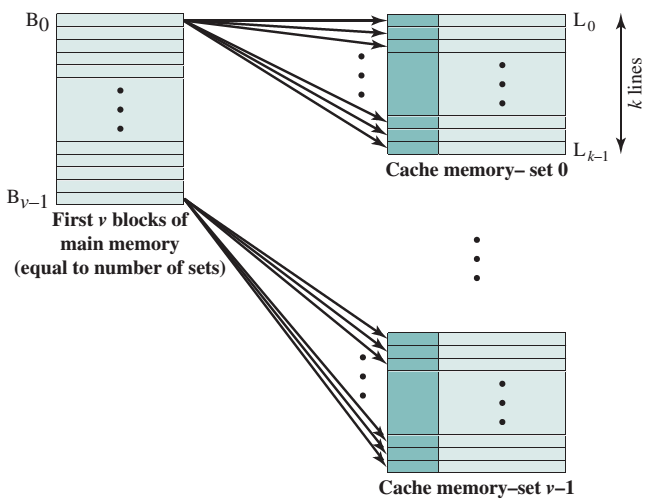 B0
L0
k lines
Lk–1
Cache memory– set 0
Bv–1
First v blocks of
main memory
(equal to number of sets)
Cache memory–set v–1